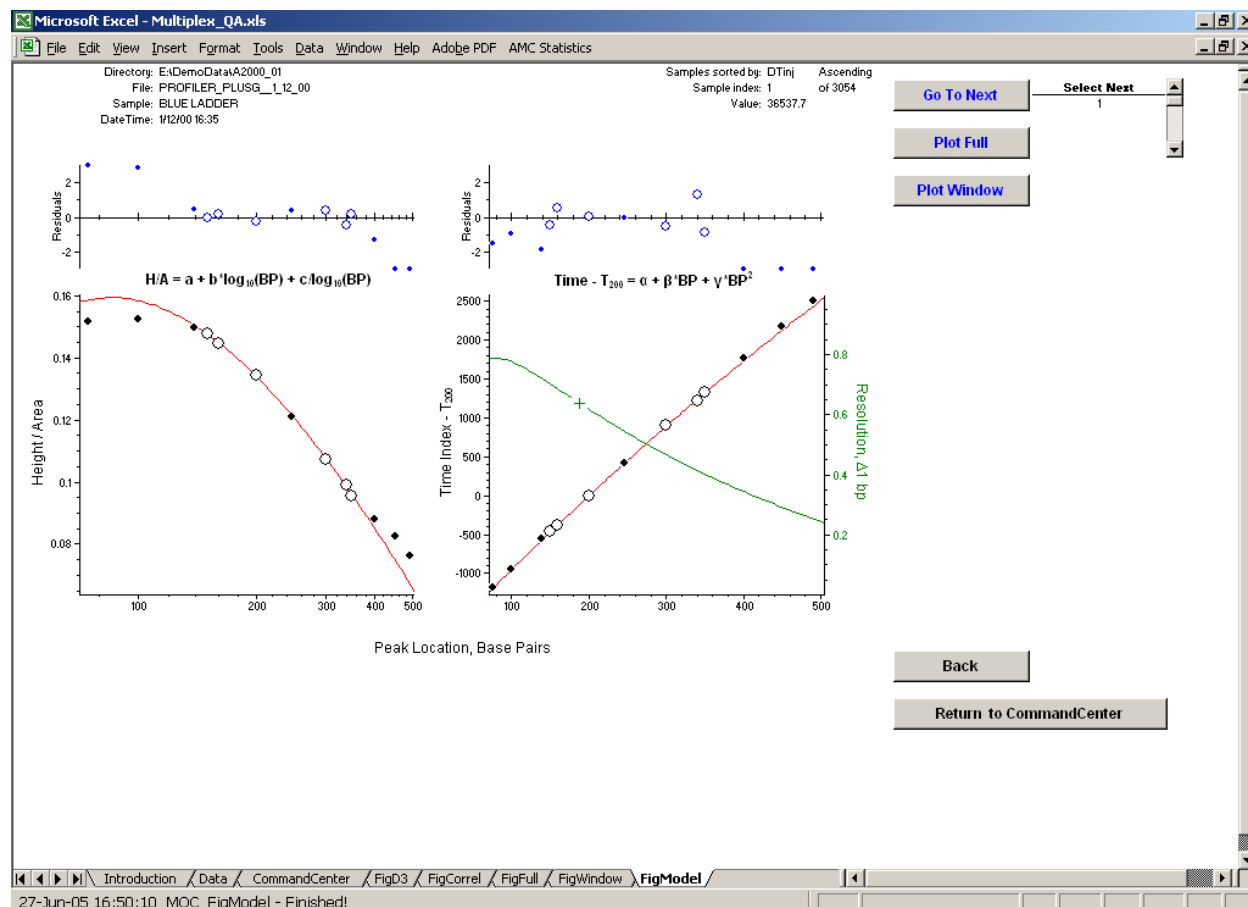 Microsoft Excel - Multiplex_QA.xls
File Edit View Insert Format Tools Data Window Help Adobe PDF AMC Statistics
Directory: E:\DemoData\A2000_01
File: PROFILER_PLUSG__1_12_00
Sample: BLUE LADDER
DateTime: 1/12/00 16:35
Samples sorted by: DTinj Ascending
Sample index: 1 of 3054
Value: 36537.7
Go To Next
Select Next
1
Plot Full
Plot Window
Residuals
2
0
-2
Residuals
2
0
-2
H/A = a + b*log₁₀(BP) + c/log₁₀(BP)
Time - T₂₀₀ = α + β*BP + γ*BP²
Height / Area
0.16
0.14
0.12
0.1
0.08
100 200 300 400 500
Time Index - T₂₀₀
2500
2000
1500
1000
500
0
-500
-1000
100 200 300 400 500
0.8
0.6
0.4
0.2
Resolution, Δ1 bp
Peak Location, Base Pairs
Back
Return to CommandCenter
Introduction Data CommandCenter FigD3 FigCorrel FigFull FigWindow FigModel
27-Jun-05 16:50:10 MOC_FigModel - Finished!